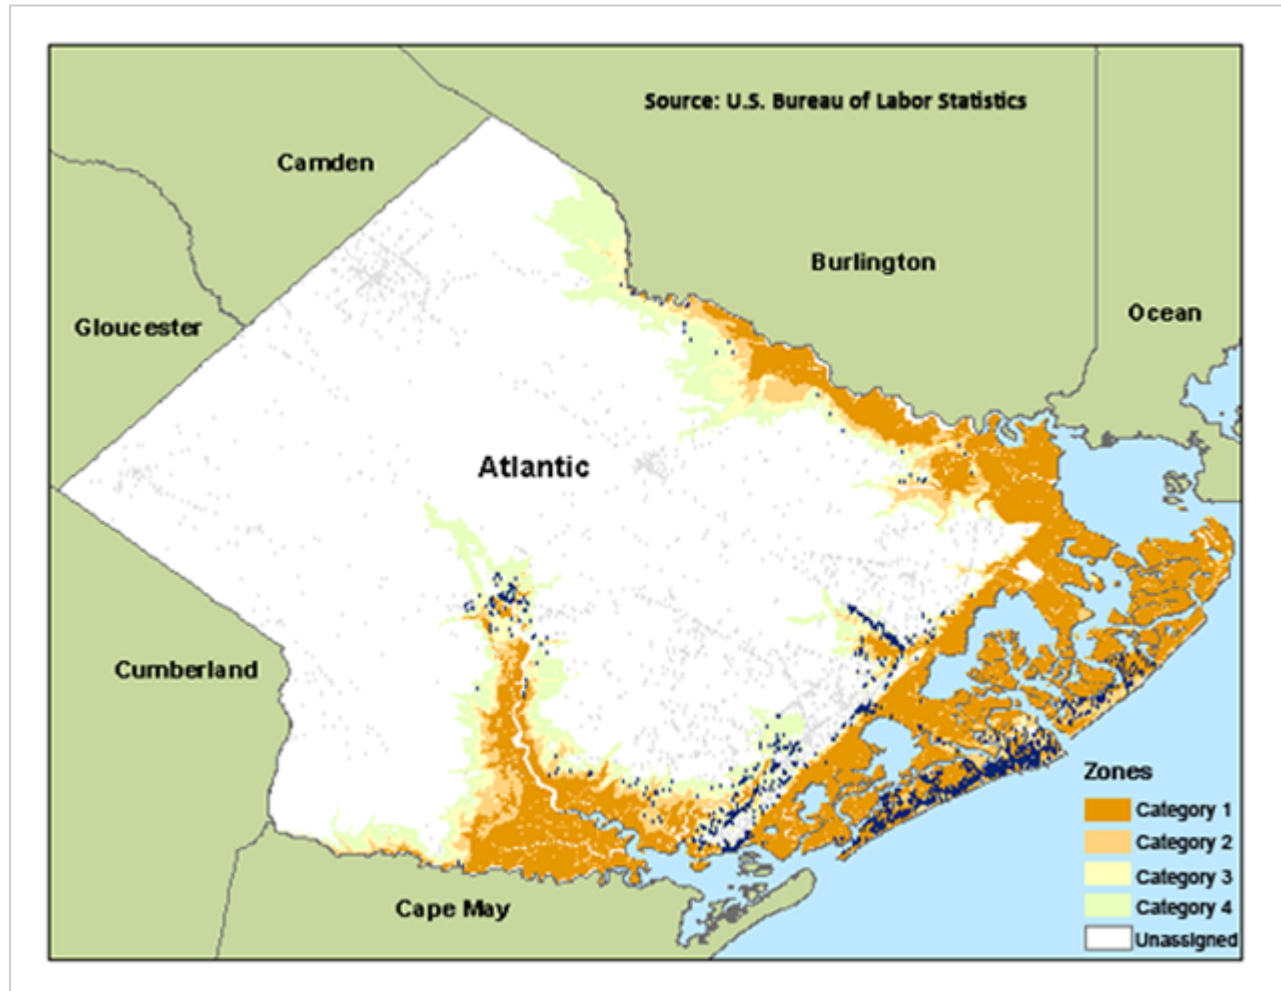 Source: U.S. Bureau of Labor Statistics
Camden
Burlington
Ocean
Gloucester
Atlantic
Cumberland
Zones
Category 1
Category 2
Category 3
Category 4
Unassigned
Cape May